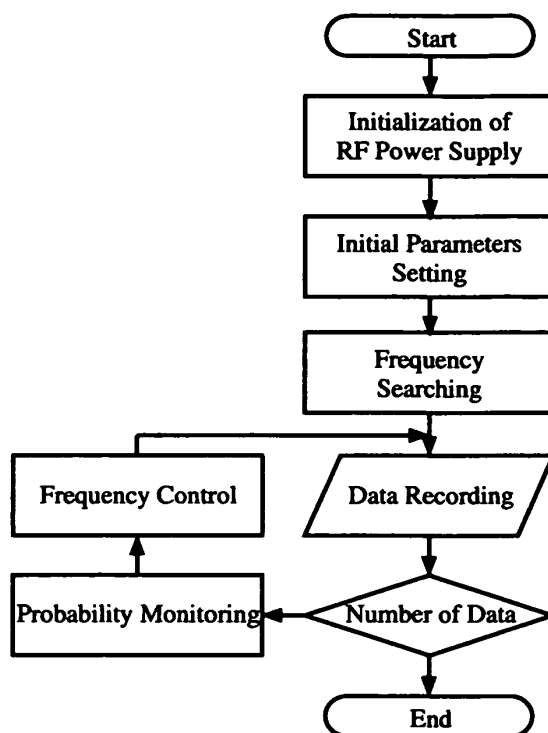 Start
Initialization of
RF Power Supply
Initial Parameters
Setting
Frequency
Searching
Frequency Control
Data Recording
Probability Monitoring
Number of Data
End